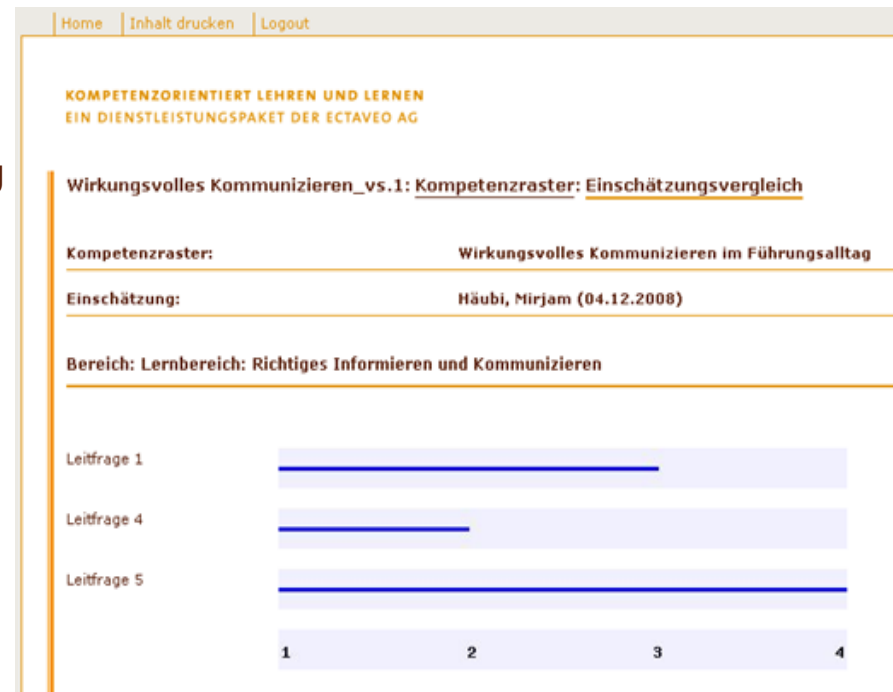 Home Inhalt drucken Logout
KOMPETENZORIENTIERT LEHREN UND LERNEN
EIN DIENSTLEISTUNGSPAKET DER ECTAVEO AG
Wirkungsvolles Kommunizieren_vs.1: Kompetenzraster: Einschätzungsvergleich
Kompetenzraster: Wirkungsvolles Kommunizieren im Führungsalltag
Einschätzung: Häubi, Mirjam (04.12.2008)
Bereich: Lernbereich: Richtiges Informieren und Kommunizieren
Leitfrage 1
Leitfrage 4
Leitfrage 5
1 2 3 4